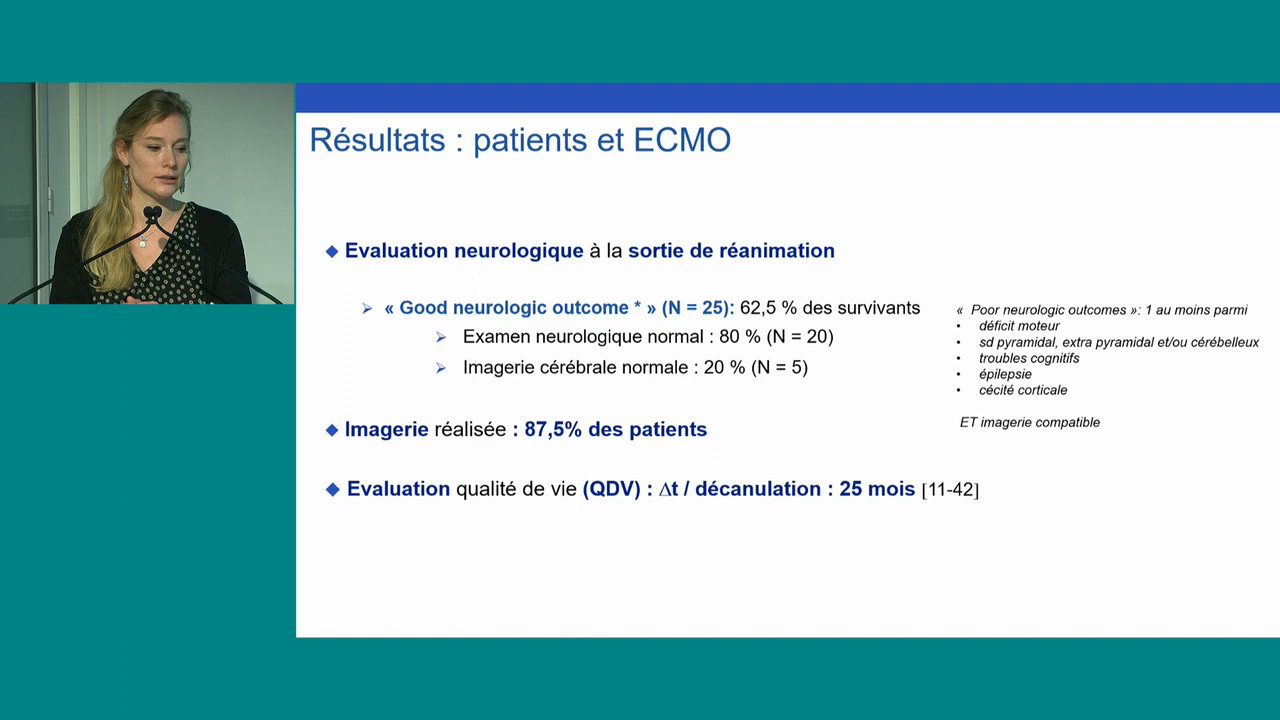 Résultats : patients et ECMO
◆ Evaluation neurologique à la sortie de réanimation
➢ « Good neurologic outcome * » (N = 25): 62,5 % des survivants
➢ Examen neurologique normal : 80 % (N = 20)
➢ Imagerie cérébrale normale : 20 % (N = 5)
« Poor neurologic outcomes »: 1 au moins parmi
• déficit moteur
• sd pyramidal, extra pyramidal et/ou cérébelleux
• troubles cognitifs
• épilepsie
• cécité corticale
ET imagerie compatible
◆ Imagerie réalisée : 87,5% des patients
◆ Evaluation qualité de vie (QDV) : Δt / décanulation : 25 mois [11-42]